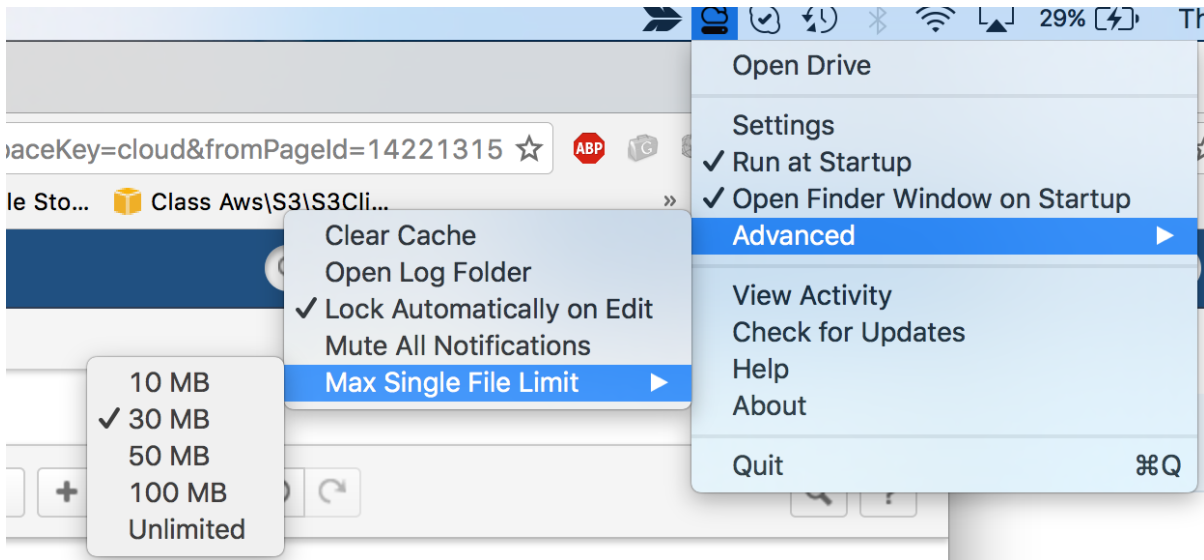 29%
Th
Open Drive
Settings
✓ Run at Startup
✓ Open Finder Window on Startup
Advanced ▶
View Activity
Check for Updates
Help
About
Quit ⌘Q
paceKey=cloud&fromPageId=14221315
ABP
G
le Sto... Class Aws\S3\S3Cli... »
Clear Cache
Open Log Folder
✓ Lock Automatically on Edit
Mute All Notifications
Max Single File Limit ▶
10 MB
✓ 30 MB
50 MB
100 MB
Unlimited
+
?